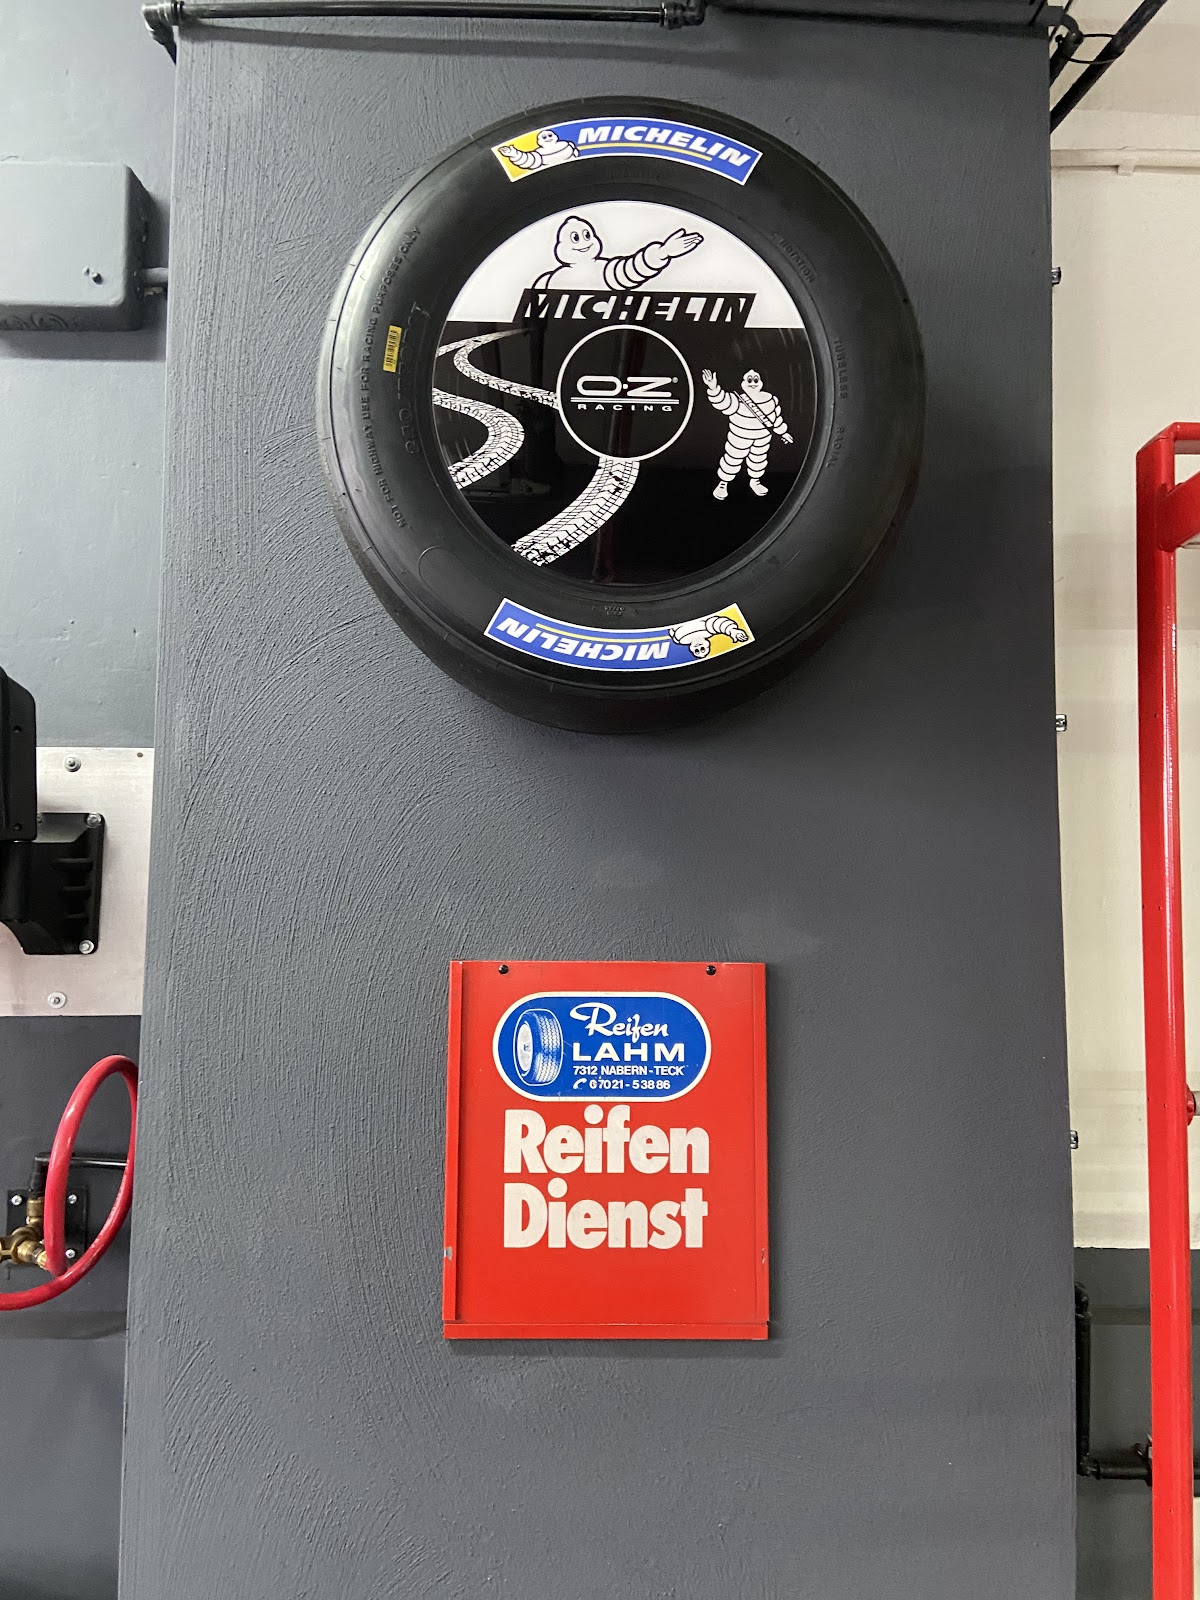 MICHELIN
MICHELIN
O·Z®
RACING
NOT FOR HIGHWAY USE FOR RACING PURPOSES ONLY
TUBELESS RADIAL
MICHELIN
Reifen
LAHM
7312 NABERN-TECK
07021-53886
Reifen
Dienst